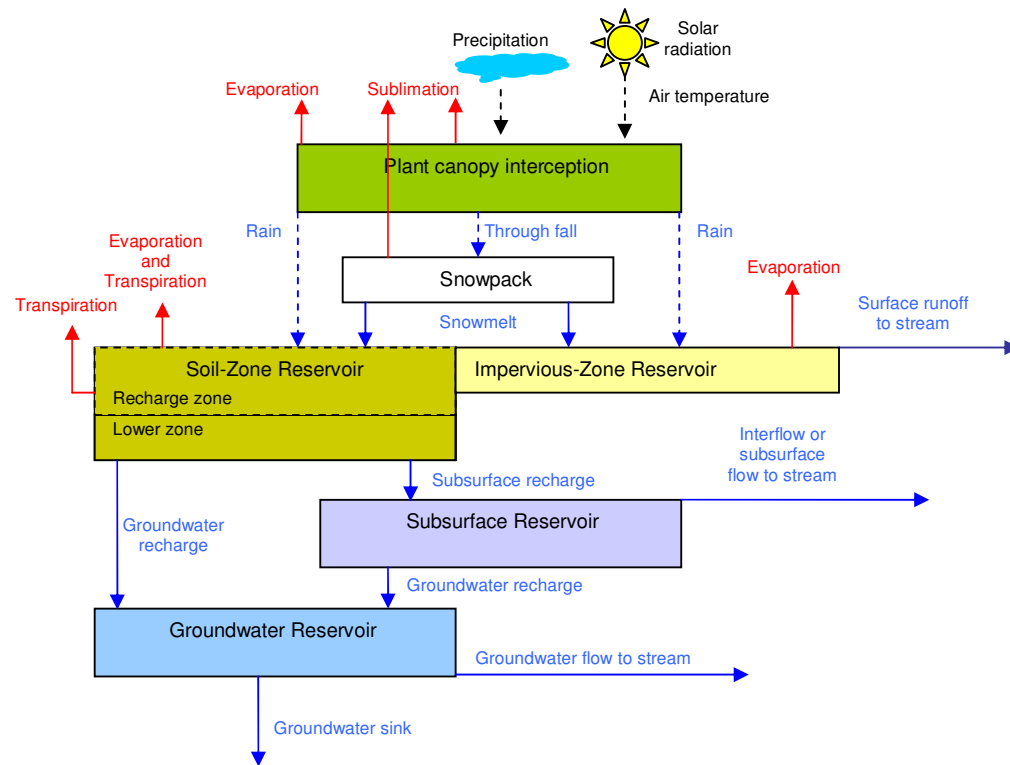 Precipitation
Solar
radiation
Evaporation
Sublimation
Air temperature
Plant canopy interception
Rain
Through fall
Rain
Evaporation
and
Transpiration
Transpiration
Snowpack
Evaporation
Snowmelt
Surface runoff
to stream
Soil-Zone Reservoir
Impervious-Zone Reservoir
Recharge zone
Lower zone
Interflow or
subsurface
flow to stream
Subsurface recharge
Subsurface Reservoir
Groundwater
recharge
Groundwater recharge
Groundwater Reservoir
Groundwater flow to stream
Groundwater sink